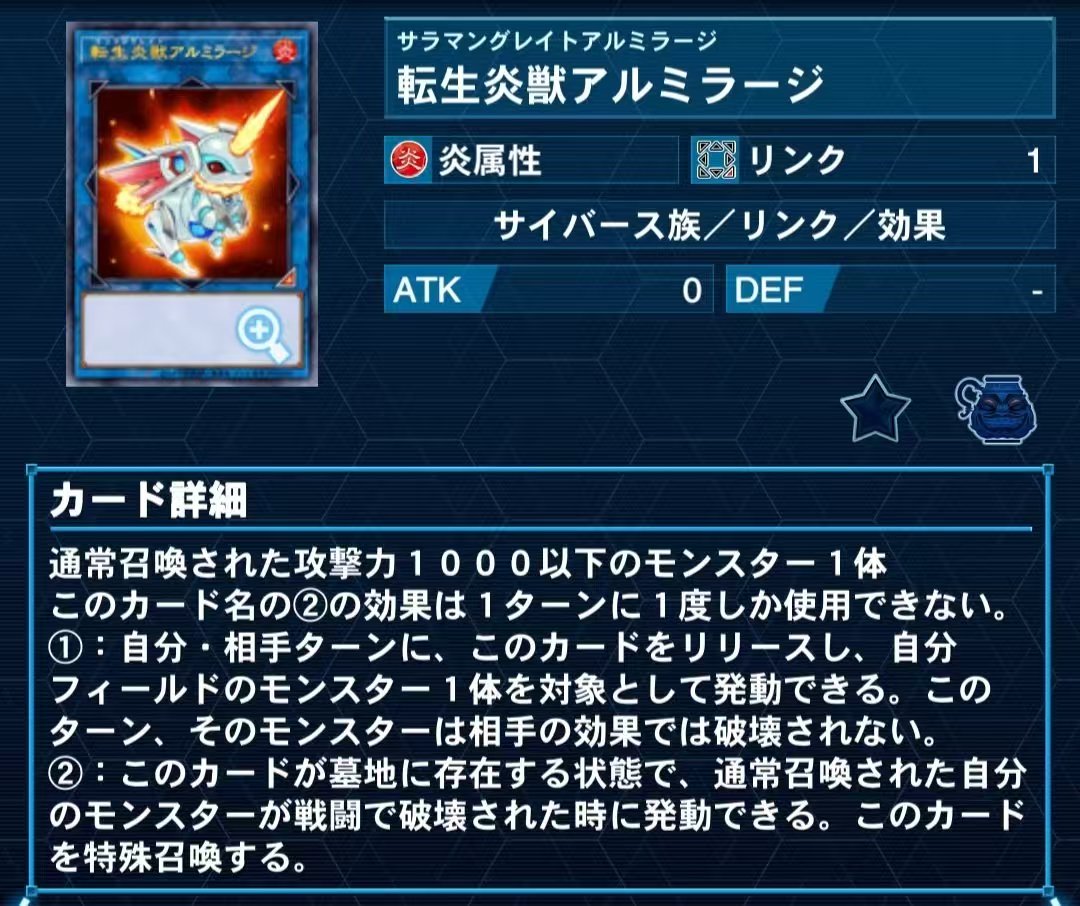 転生炎獣アルミラージ 炎
サラマングレイトアルミラージ
転生炎獣アルミラージ
炎 炎属性
リンク 1
サイバース族／リンク／効果
ATK 0
DEF -
カード詳細
通常召喚された攻撃力１０００以下のモンスター１体
このカード名の②の効果は１ターンに１度しか使用できない。
①：自分・相手ターンに、このカードをリリースし、自分
フィールドのモンスター１体を対象として発動できる。この
ターン、そのモンスターは相手の効果では破壊されない。
②：このカードが墓地に存在する状態で、通常召喚された自分
のモンスターが戦闘で破壊された時に発動できる。このカード
を特殊召喚する。